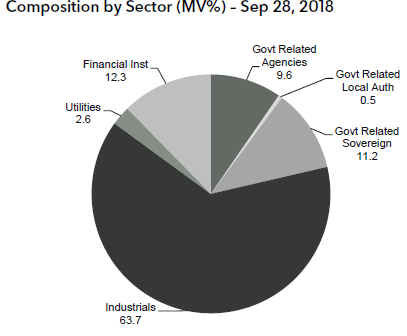 Composition by Sector (MV%) – Sep 28, 2018
Govt Related
Agencies
9.6
Govt Related
Local Auth
0.5
Govt Related
Sovereign
11.2
Industrials
63.7
Utilities
2.6
Financial Inst
12.3